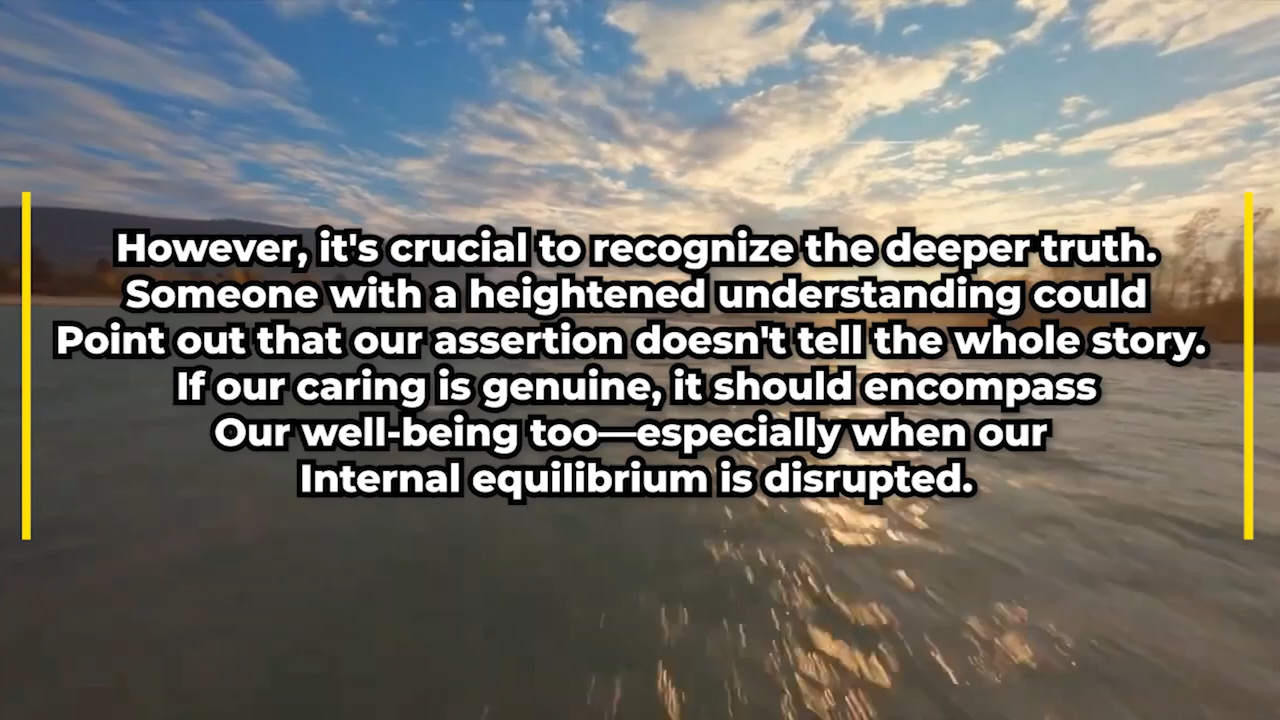 However, it's crucial to recognize the deeper truth.
Someone with a heightened understanding could
Point out that our assertion doesn't tell the whole story.
If our caring is genuine, it should encompass
Our well-being too—especially when our
Internal equilibrium is disrupted.